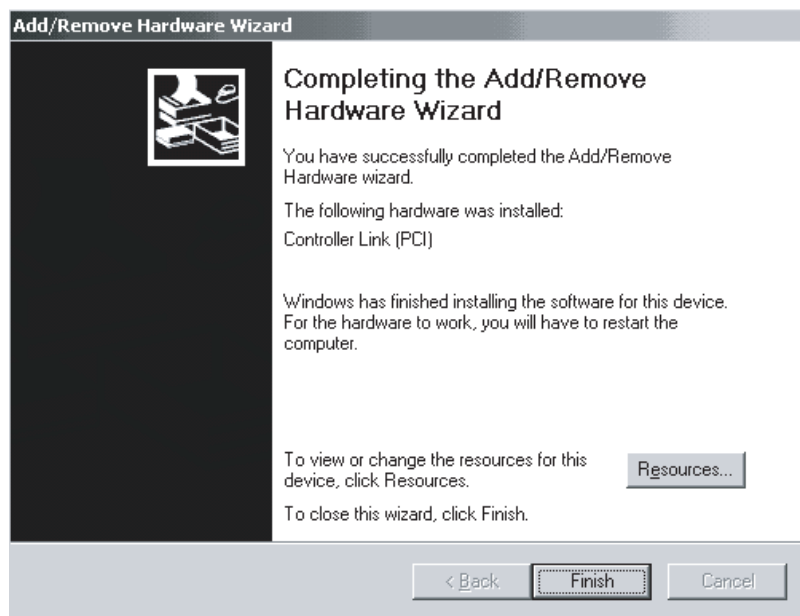 Add/Remove Hardware Wizard
Completing the Add/Remove
Hardware Wizard
You have successfully completed the Add/Remove
Hardware wizard.
The following hardware was installed:
Controller Link (PCI)
Windows has finished installing the software for this device.
For the hardware to work, you will have to restart the
computer.
To view or change the resources for this
device, click Resources.
Resources...
To close this wizard, click Finish.
< Back
Finish
Cancel